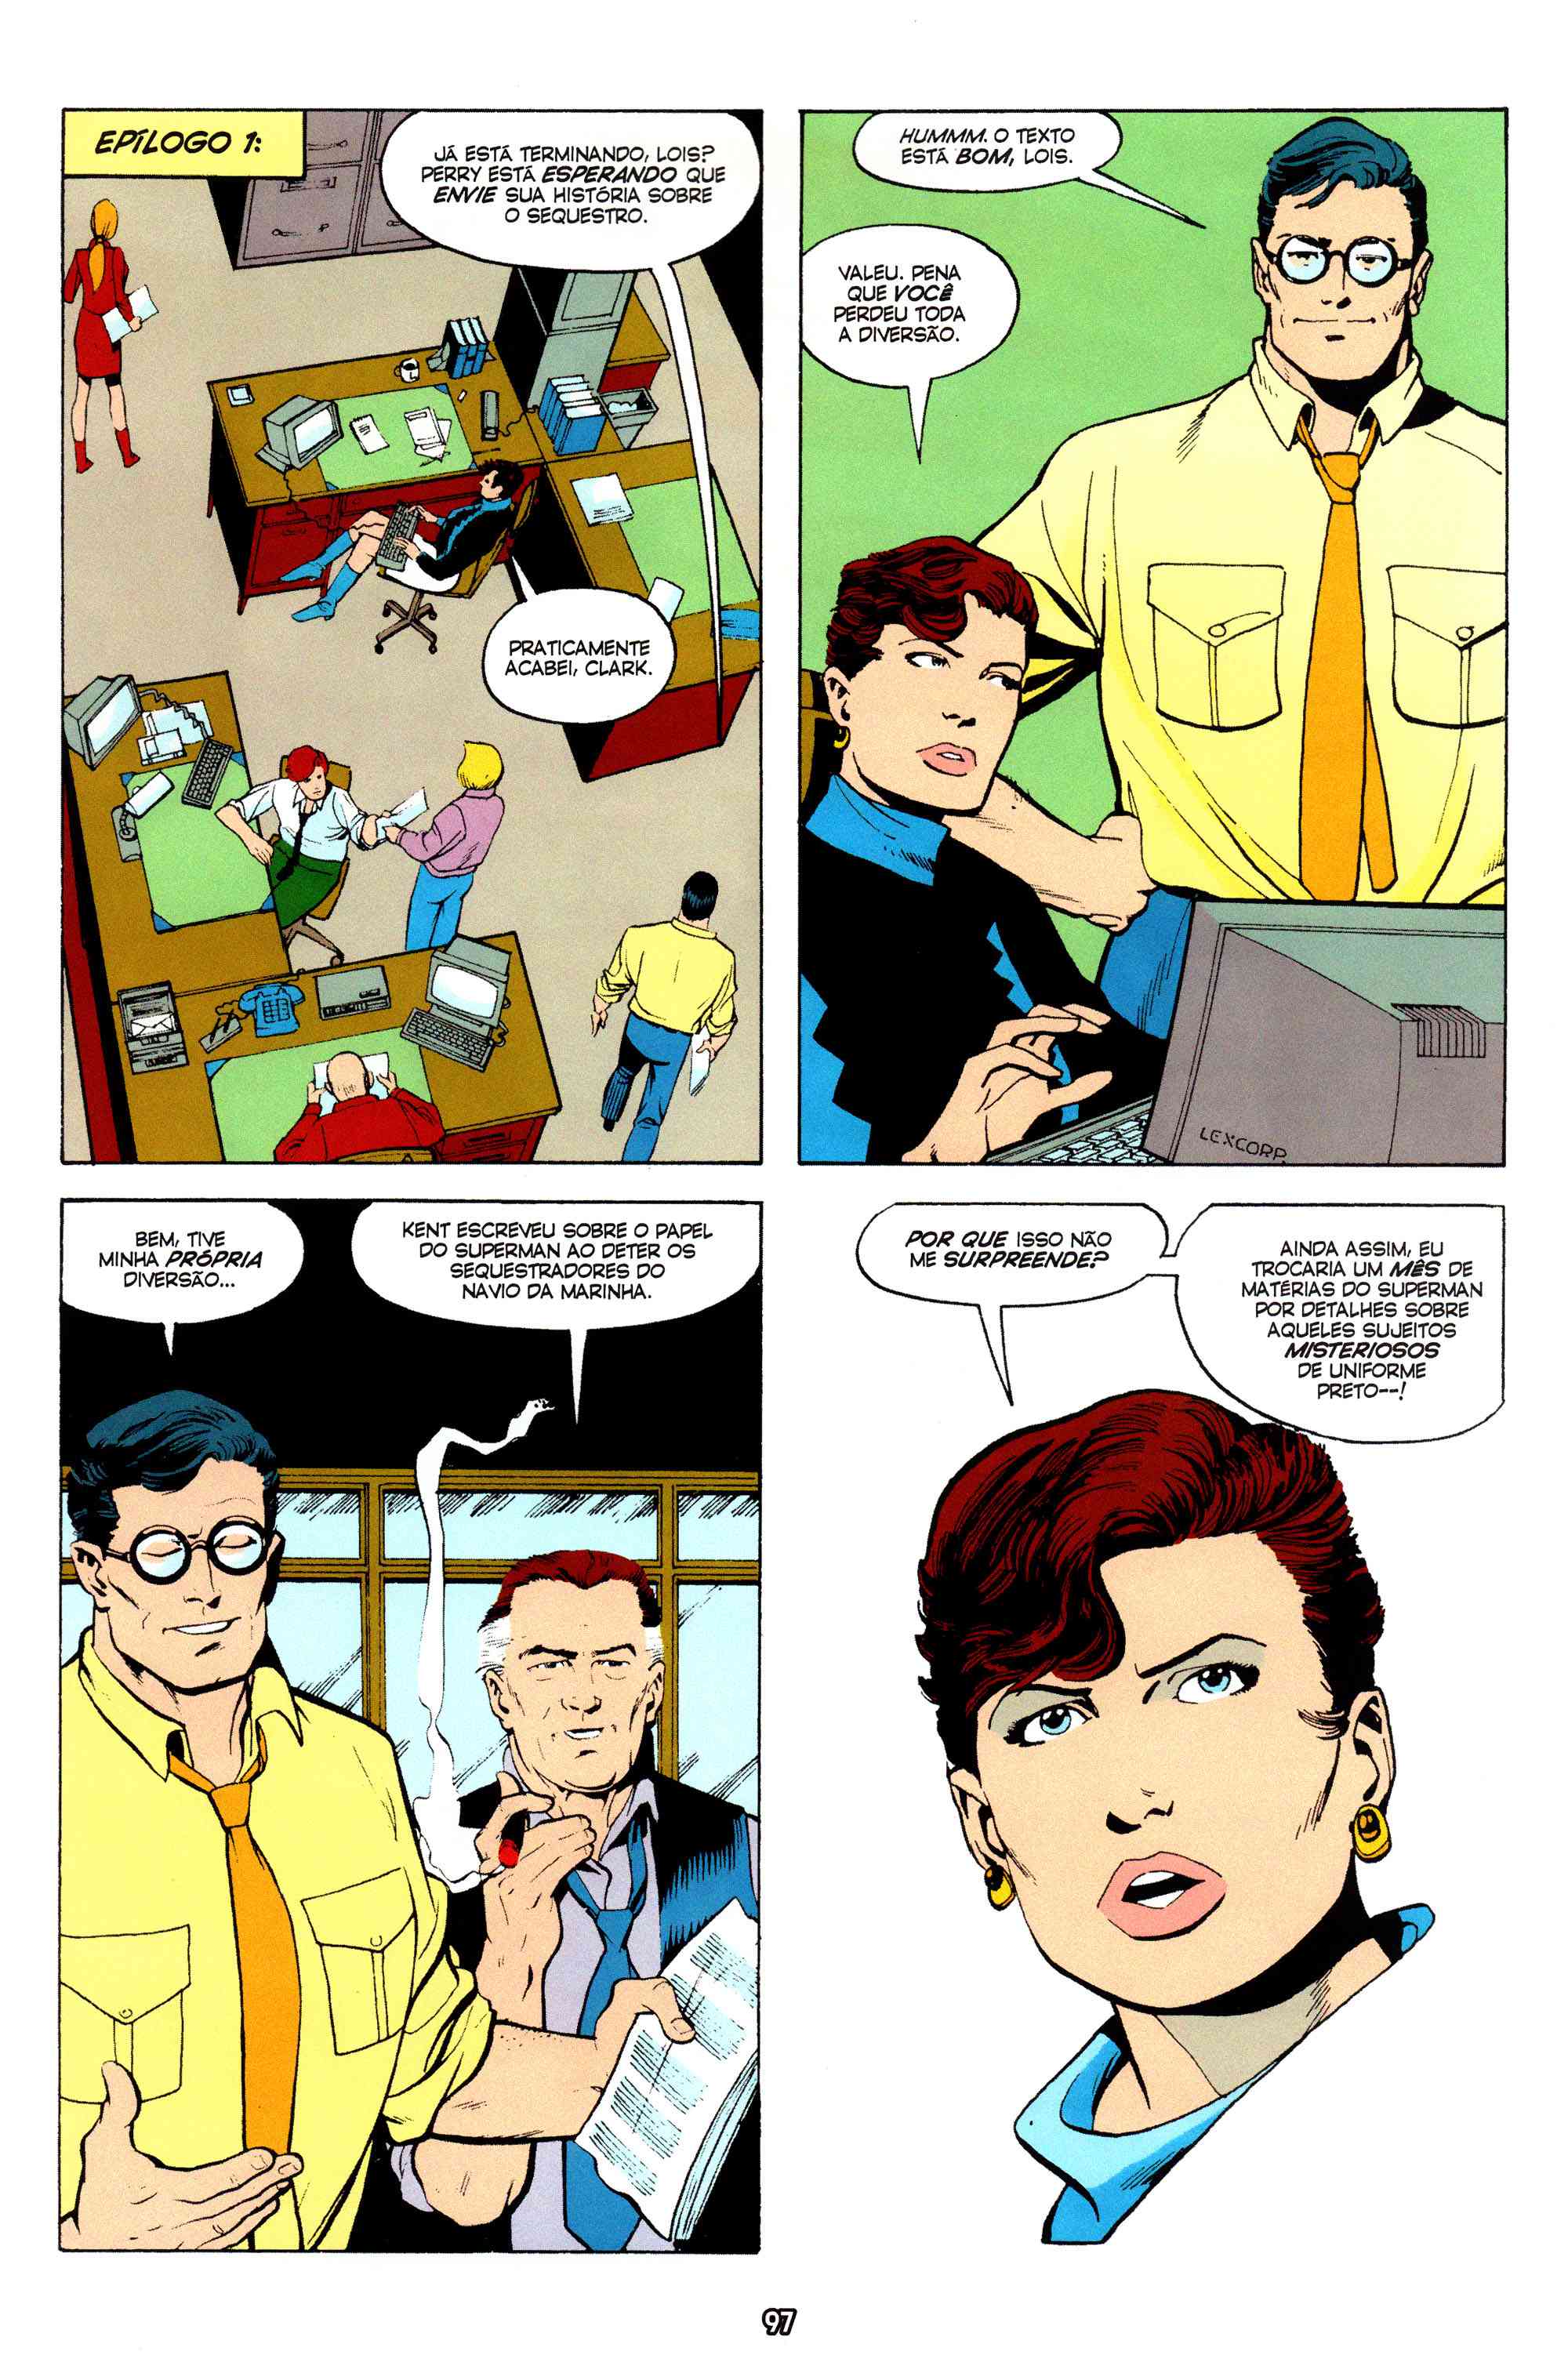 EPÍLOGO 1:
JÁ ESTÁ TERMINANDO, LOIS?
PERRY ESTÁ ESPERANDO QUE
ENVIE SUA HISTÓRIA SOBRE
O SEQUESTRO.
PRATICAMENTE
ACABEI, CLARK.
HUMMM. O TEXTO
ESTÁ BOM, LOIS.
VALEU. PENA
QUE VOCÊ
PERDEU TODA
A DIVERSÃO.
LEXCORP
BEM, TIVE
MINHA PRÓPRIA
DIVERSÃO...
KENT ESCREVEU SOBRE O PAPEL
DO SUPERMAN AO DETER OS
SEQUESTRADORES DO
NAVIO DA MARINHA.
POR QUE ISSO NÃO
ME SURPREENDE?
AINDA ASSIM, EU
TROCARIA UM MÊS DE
MATÉRIAS DO SUPERMAN
POR DETALHES SOBRE
AQUELES SUJEITOS
MISTERIOSOS
DE UNIFORME
PRETO--!
97